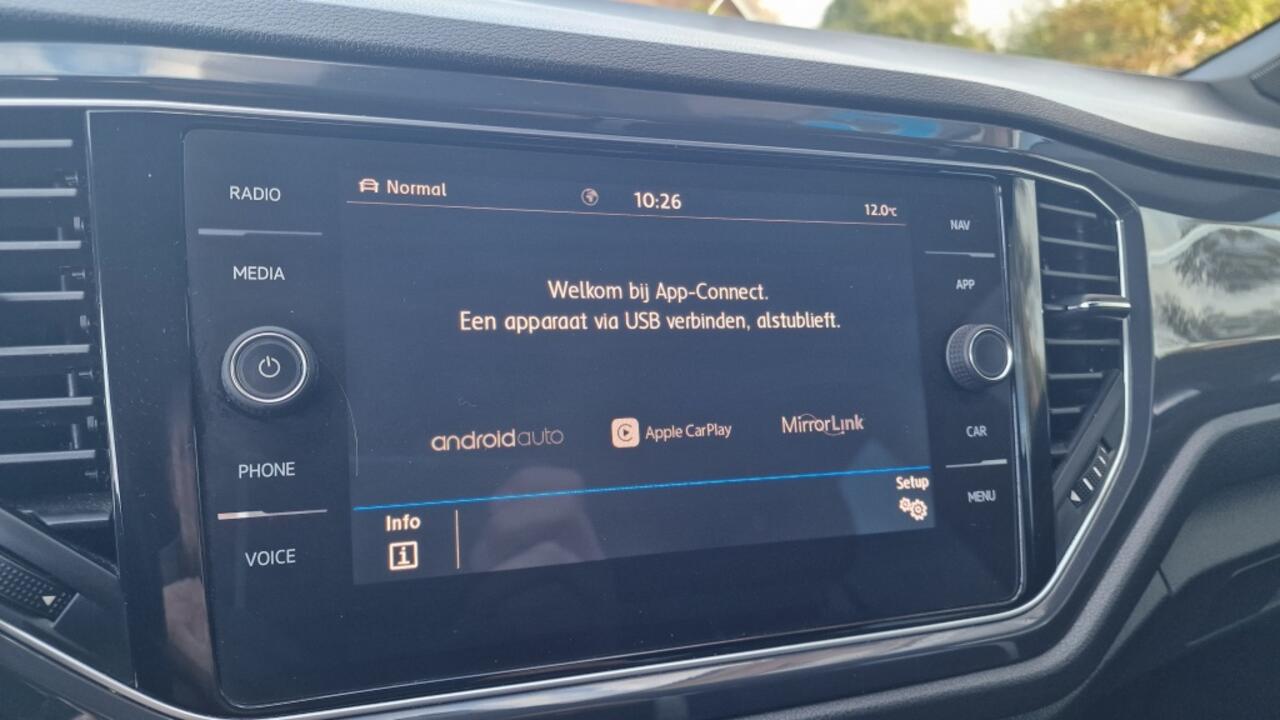 RADIO
MEDIA
PHONE
VOICE
Normal
10:26
12.0°C
Welkom bij App-Connect.
Een apparaat via USB verbinden, alstublieft.
androidauto
Apple CarPlay
MirrorLink
Info
i
Setup
NAV
APP
CAR
MENU